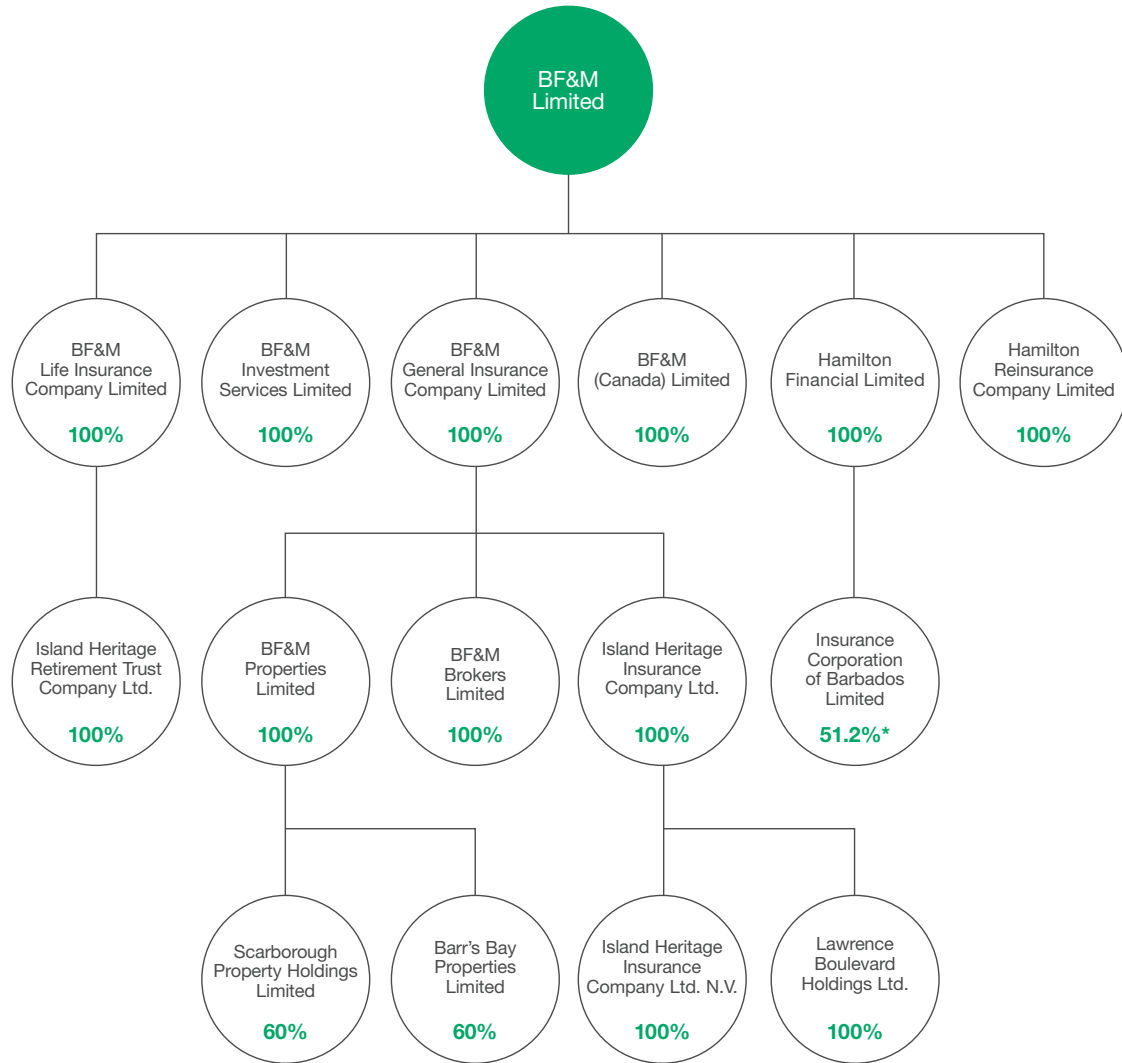 BF&M
Limited
BF&M
Life Insurance
Company Limited
100%
BF&M
Investment
Services Limited
100%
BF&M
General Insurance
Company Limited
100%
BF&M
(Canada) Limited
100%
Hamilton
Financial Limited
100%
Hamilton
Reinsurance
Company Limited
100%
Island Heritage
Retirement Trust
Company Ltd.
100%
BF&M
Properties
Limited
100%
BF&M
Brokers
Limited
100%
Island Heritage
Insurance
Company Ltd.
100%
Insurance
Corporation
of Barbados
Limited
51.2%*
Scarborough
Property Holdings
Limited
60%
Barr's Bay
Properties
Limited
60%
Island Heritage
Insurance
Company Ltd. N.V.
100%
Lawrence
Boulevard
Holdings Ltd.
100%